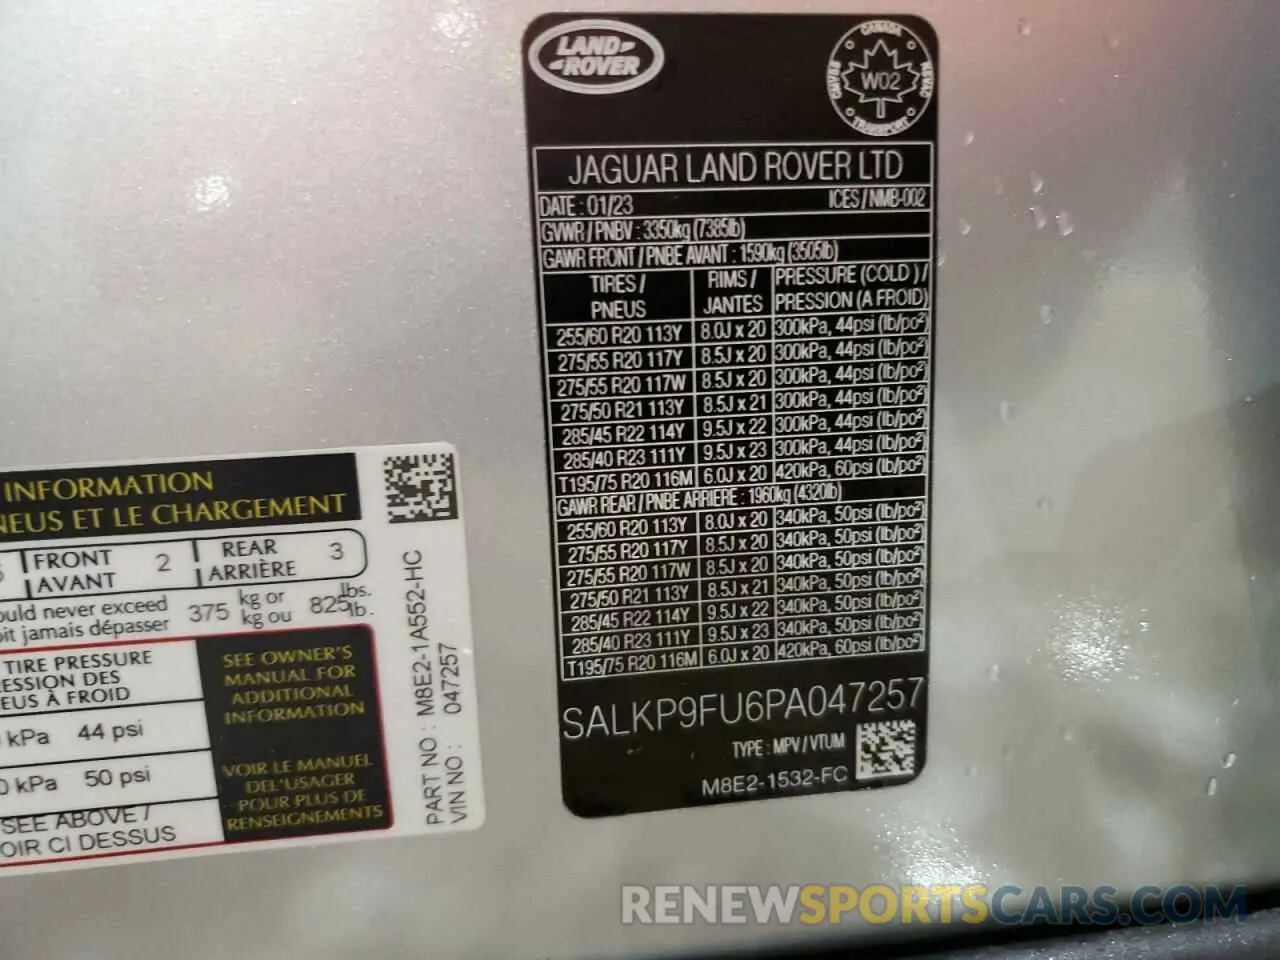 LAND
ROVER
CANADA
CMVSS
NSVAC
W02
TRANSPORT
JAGUAR LAND ROVER LTD
DATE : 01/23 ICES / NMB-002
GVWR / PNBV : 3350kg (7385lb)
GAWR FRONT / PNBE AVANT : 1590kg (3505lb)
TIRES / PNEUS RIMS / JANTES PRESSURE (COLD) / PRESSION (A FROID)
255/60 R20 113Y 8.0J x 20 300kPa, 44psi (lb/po²)
275/55 R20 117Y 8.5J x 20 300kPa, 44psi (lb/po²)
275/55 R20 117W 8.5J x 20 300kPa, 44psi (lb/po²)
275/50 R21 113Y 8.5J x 21 300kPa, 44psi (lb/po²)
285/45 R22 114Y 9.5J x 22 300kPa, 44psi (lb/po²)
285/40 R23 111Y 9.5J x 23 300kPa, 44psi (lb/po²)
T195/75 R20 116M 6.0J x 20 420kPa, 60psi (lb/po²)
GAWR REAR / PNBE ARRIERE : 1960kg (4320lb)
255/60 R20 113Y 8.0J x 20 340kPa, 50psi (lb/po²)
275/55 R20 117Y 8.5J x 20 340kPa, 50psi (lb/po²)
275/55 R20 117W 8.5J x 20 340kPa, 50psi (lb/po²)
275/50 R21 113Y 8.5J x 21 340kPa, 50psi (lb/po²)
285/45 R22 114Y 9.5J x 22 340kPa, 50psi (lb/po²)
285/40 R23 111Y 9.5J x 23 340kPa, 50psi (lb/po²)
T195/75 R20 116M 6.0J x 20 420kPa, 60psi (lb/po²)
SALKP9FU6PA047257
TYPE : MPV / VTUM
M8E2-1532-FC
INFORMATION
NEUS ET LE CHARGEMENT
FRONT 2 REAR 3
AVANT ARRIÈRE
ould never exceed 375 kg or 825 lbs.
oit jamais dépasser kg ou lb.
TIRE PRESSURE
ESSION DES
EUS À FROID
kPa 44 psi
0 kPa 50 psi
SEE ABOVE /
OIR CI DESSUS
SEE OWNER'S
MANUAL FOR
ADDITIONAL
INFORMATION
VOIR LE MANUEL
DE L'USAGER
POUR PLUS DE
RENSEIGNEMENTS
PART NO : M8E2-1A552-HC
VIN NO : 047257
RENEWSPORTSCARS.COM